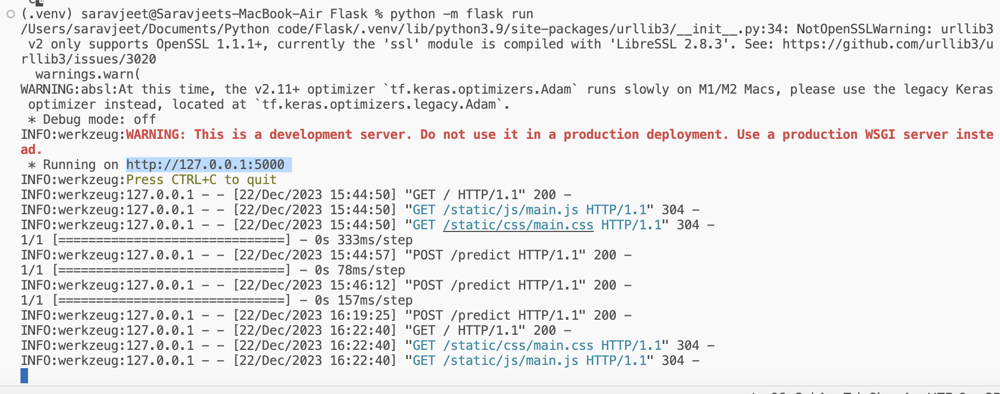 (.venv) saravjeet@Saravjeets-MacBook-Air Flask % python -m flask run
/Users/saravjeet/Documents/Python code/Flask/.venv/lib/python3.9/site-packages/urllib3/__init__.py:34: NotOpenSSLWarning: urllib3
 v2 only supports OpenSSL 1.1.1+, currently the 'ssl' module is compiled with 'LibreSSL 2.8.3'. See: https://github.com/urllib3/u
rllib3/issues/3020
  warnings.warn(
WARNING:absl:At this time, the v2.11+ optimizer `tf.keras.optimizers.Adam` runs slowly on M1/M2 Macs, please use the legacy Keras
 optimizer instead, located at `tf.keras.optimizers.legacy.Adam`.
 * Debug mode: off
INFO:werkzeug:WARNING: This is a development server. Do not use it in a production deployment. Use a production WSGI server inste
ad.
 * Running on http://127.0.0.1:5000
INFO:werkzeug:Press CTRL+C to quit
INFO:werkzeug:127.0.0.1 - - [22/Dec/2023 15:44:50] "GET / HTTP/1.1" 200 -
INFO:werkzeug:127.0.0.1 - - [22/Dec/2023 15:44:50] "GET /static/js/main.js HTTP/1.1" 304 -
INFO:werkzeug:127.0.0.1 - - [22/Dec/2023 15:44:50] "GET /static/css/main.css HTTP/1.1" 304 -
1/1 [==============================] - 0s 333ms/step
INFO:werkzeug:127.0.0.1 - - [22/Dec/2023 15:44:57] "POST /predict HTTP/1.1" 200 -
1/1 [==============================] - 0s 78ms/step
INFO:werkzeug:127.0.0.1 - - [22/Dec/2023 15:46:12] "POST /predict HTTP/1.1" 200 -
1/1 [==============================] - 0s 157ms/step
INFO:werkzeug:127.0.0.1 - - [22/Dec/2023 16:19:25] "POST /predict HTTP/1.1" 200 -
INFO:werkzeug:127.0.0.1 - - [22/Dec/2023 16:22:40] "GET / HTTP/1.1" 200 -
INFO:werkzeug:127.0.0.1 - - [22/Dec/2023 16:22:40] "GET /static/css/main.css HTTP/1.1" 304 -
INFO:werkzeug:127.0.0.1 - - [22/Dec/2023 16:22:40] "GET /static/js/main.js HTTP/1.1" 304 -